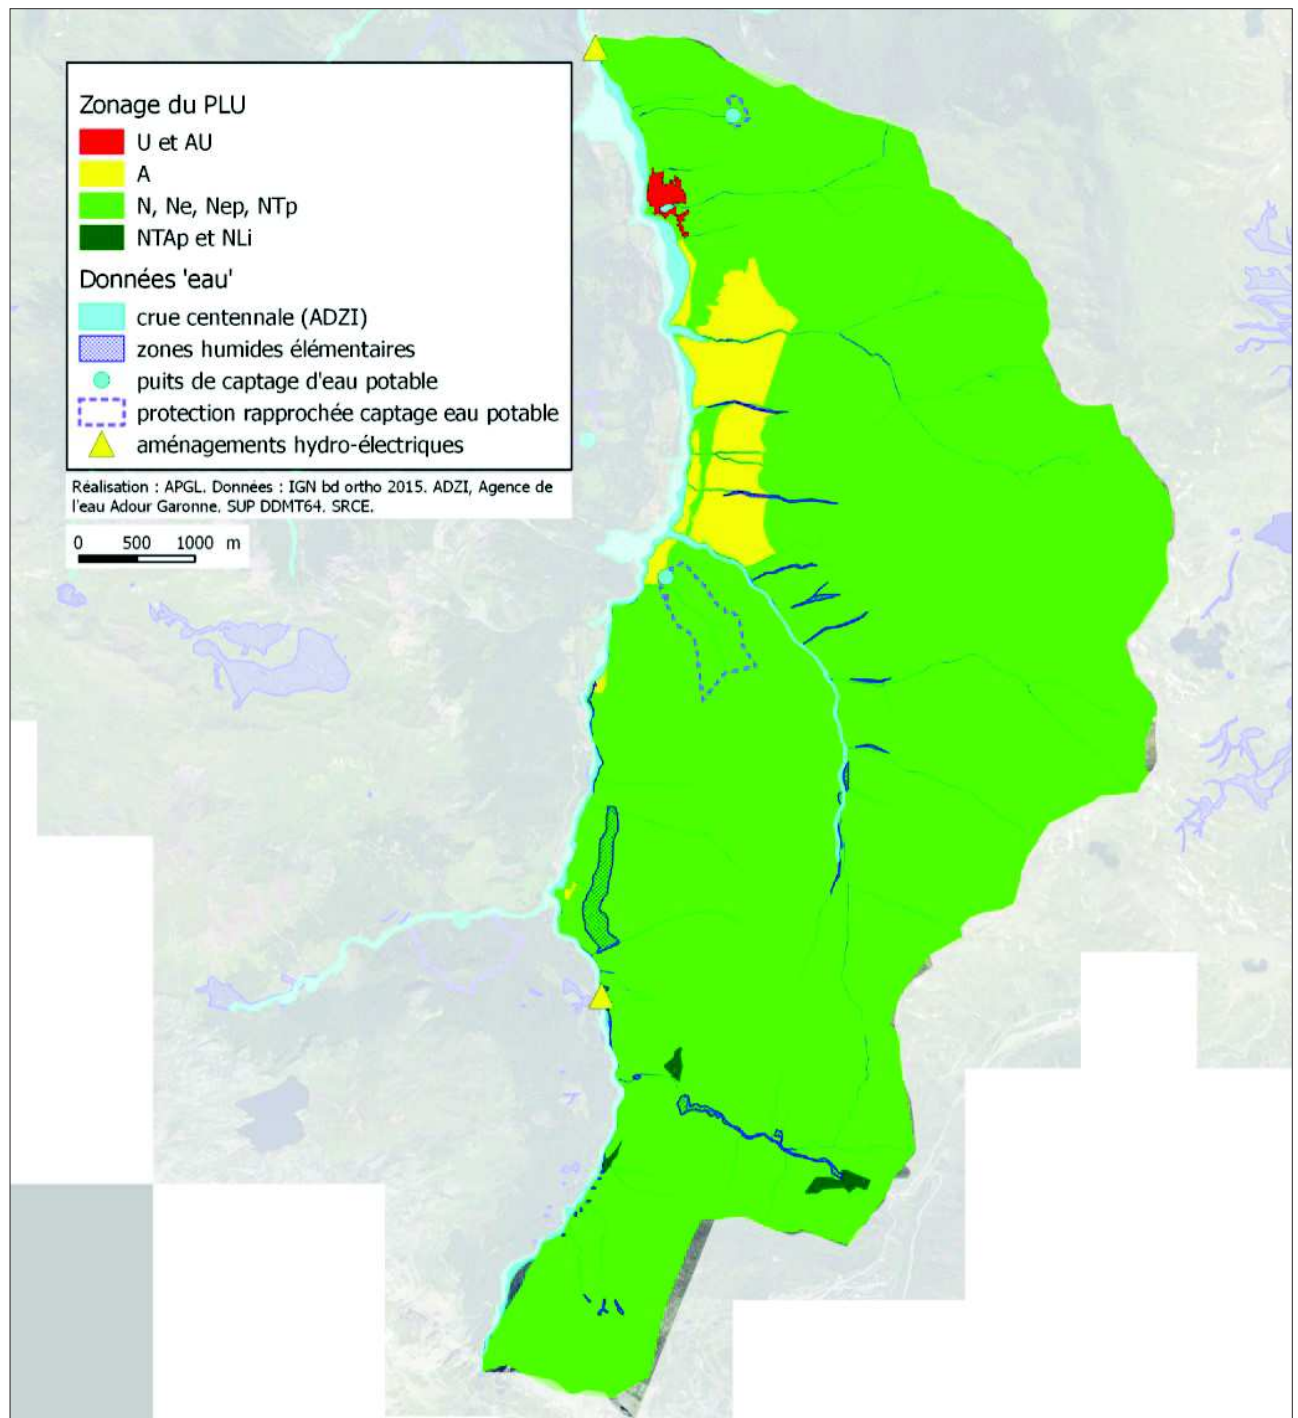 Zonage du PLU
U et AU
A
N, Ne, Nep, NTp
NTAp et NLi
Données 'eau'
crue centennale (ADZI)
zones humides élémentaires
puits de captage d'eau potable
protection rapprochée captage eau potable
aménagements hydro-électriques
Réalisation : APGL. Données : IGN bd ortho 2015. ADZI, Agence de
l'eau Adour Garonne. SUP DDMT64. SRCE.
0 500 1000 m